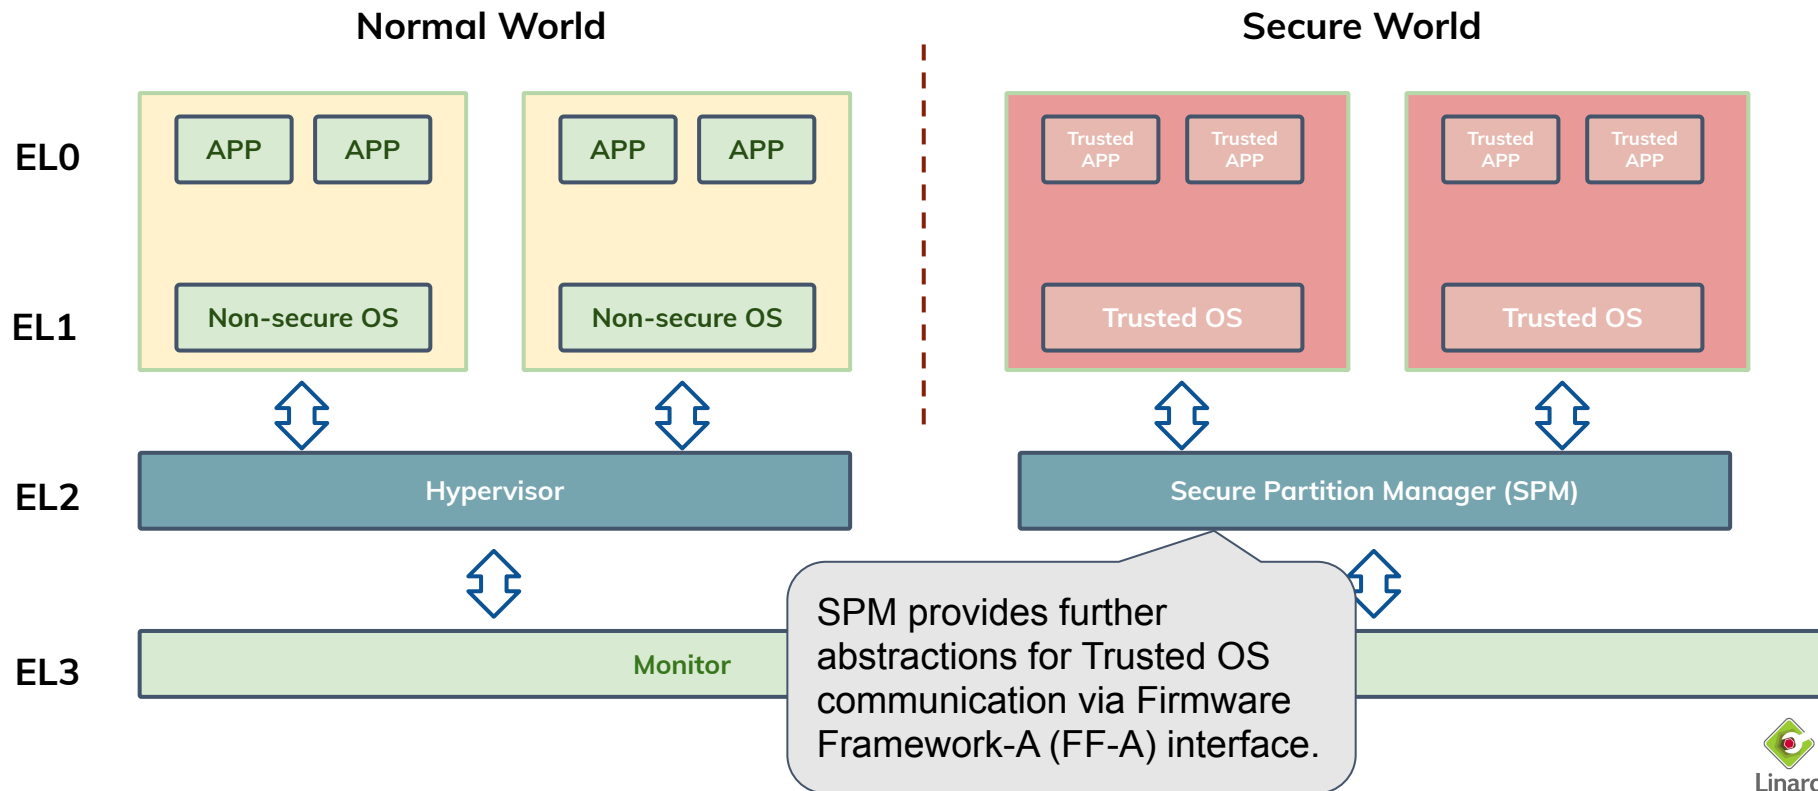 Normal World
Secure World
EL0
APP
APP
APP
APP
Trusted
APP
Trusted
APP
Trusted
APP
Trusted
APP
EL1
Non-secure OS
Non-secure OS
Trusted OS
Trusted OS
EL2
Hypervisor
Secure Partition Manager (SPM)
EL3
Monitor
SPM provides further
abstractions for Trusted OS
communication via Firmware
Framework-A (FF-A) interface.
Linaro